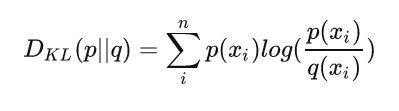 D_{KL}(p||q) = \sum_{i}^{n} p(x_i) log(\frac{p(x_i)}{q(x_i)})